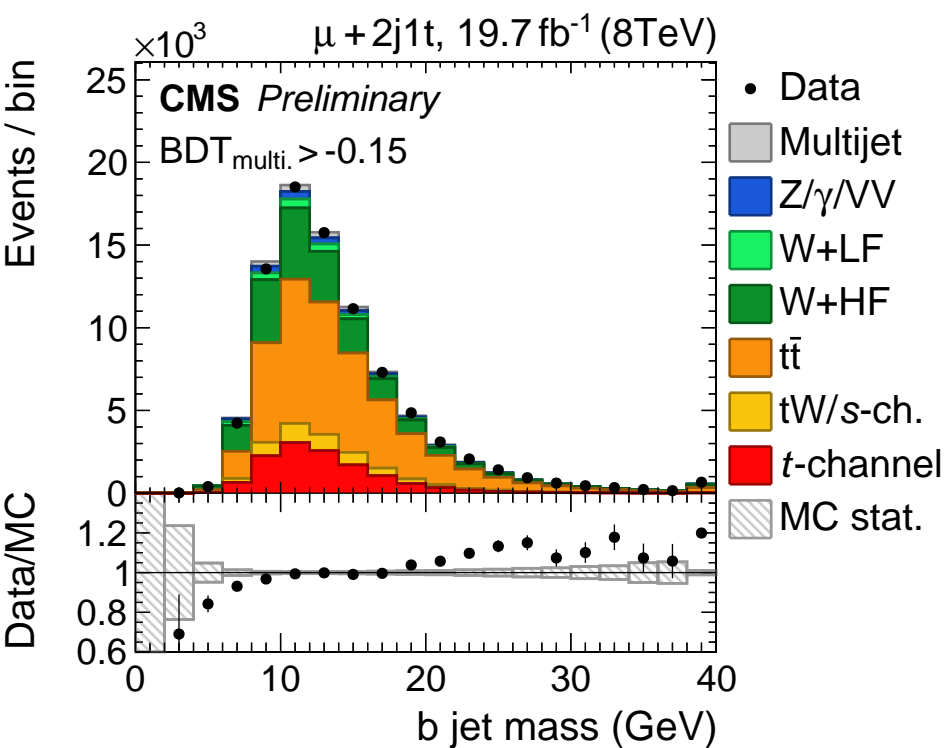 ×10³ μ + 2j1t, 19.7 fb⁻¹ (8TeV)
CMS Preliminary
BDTmulti. > -0.15
Events / bin
25
20
15
10
5
0
Data
Multijet
Z/γ/VV
W+LF
W+HF
tt̄
tW/s-ch.
t-channel
MC stat.
Data/MC
1.2
1
0.8
0.6
0 10 20 30 40
b jet mass (GeV)